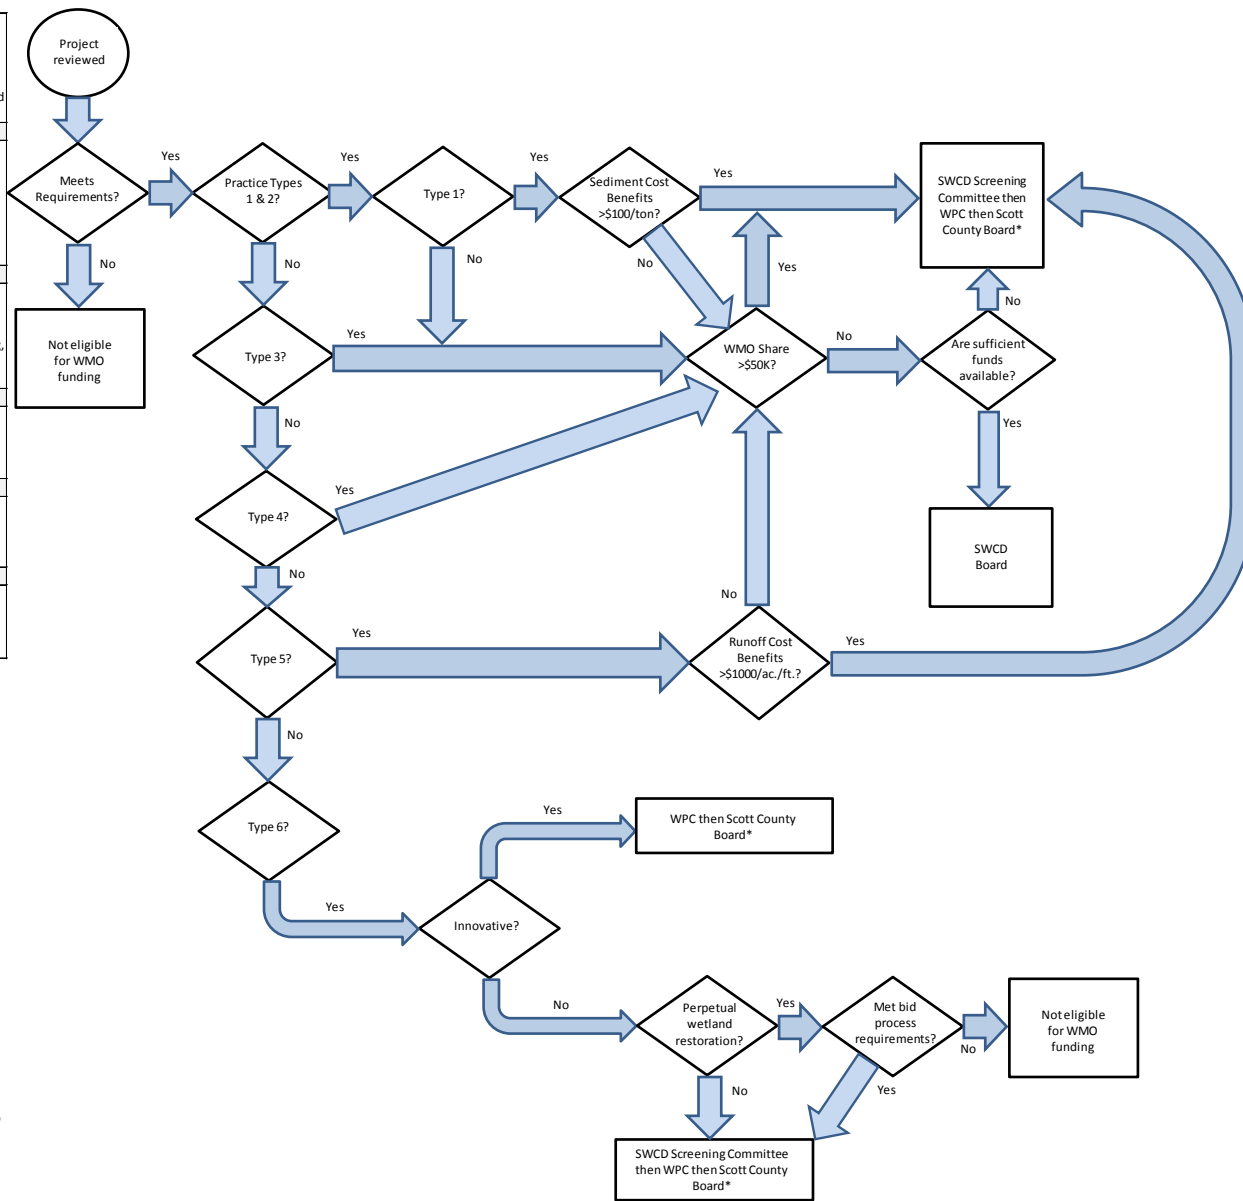 Project
reviewed
d
Yes
Yes
Yes
Yes
Meets
Requirements?
Practice Types
1 & 2?
Type 1?
Sediment Cost
Benefits
>$100/ton?
SWCD Screening
Committee then
WPC then Scott
County Board*
No
No
No
No
Yes
No
Not eligible
for WMO
funding
Type 3?
Yes
WMO Share
>$50K?
No
Are sufficient
funds
available?
No
Yes
Type 4?
Yes
SWCD
Board
No
No
Type 5?
Yes
Runoff Cost
Benefits
>$1000/ac./ft.?
Yes
No
Type 6?
Yes
WPC then Scott County
Board*
Yes
Innovative?
No
Perpetual
wetland
restoration?
Yes
Met bid
process
requirements?
No
Not eligible
for WMO
funding
No
Yes
SWCD Screening Committee
then WPC then Scott County
Board*